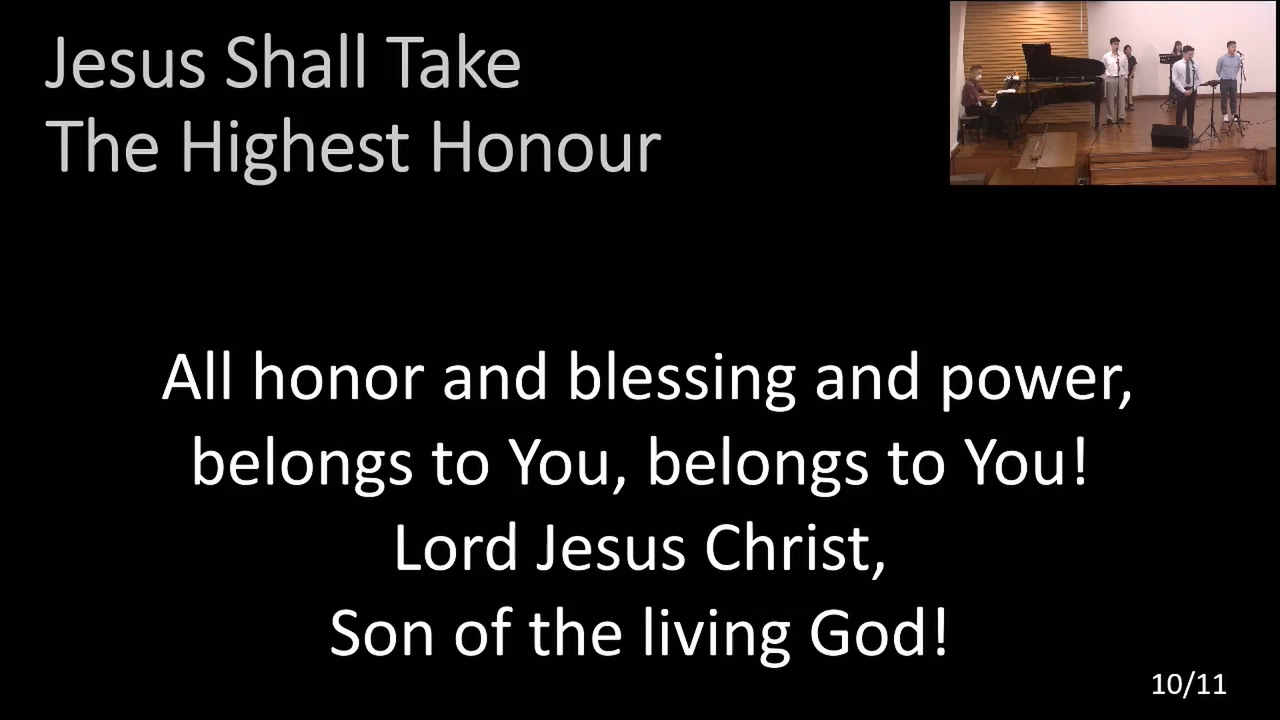 Jesus Shall Take
The Highest Honour
All honor and blessing and power,
belongs to You, belongs to You!
Lord Jesus Christ,
Son of the living God!
10/11